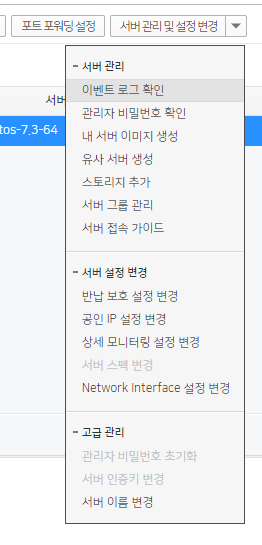 포트 포워딩 설정
서버 관리 및 설정 변경
서버
tos-7.3-64
서버 관리
이벤트 로그 확인
관리자 비밀번호 확인
내 서버 이미지 생성
유사 서버 생성
스토리지 추가
서버 그룹 관리
서버 접속 가이드
서버 설정 변경
반납 보호 설정 변경
공인 IP 설정 변경
상세 모니터링 설정 변경
서버 스펙 변경
Network Interface 설정 변경
고급 관리
관리자 비밀번호 초기화
서버 인증키 변경
서버 이름 변경